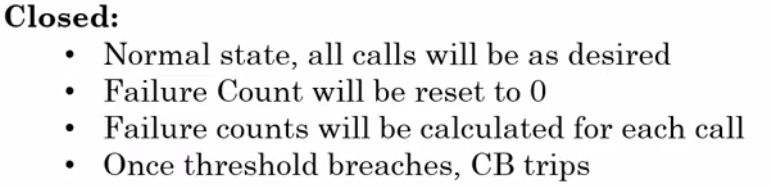 Closed:
• Normal state, all calls will be as desired
• Failure Count will be reset to 0
• Failure counts will be calculated for each call
• Once threshold breaches, CB trips